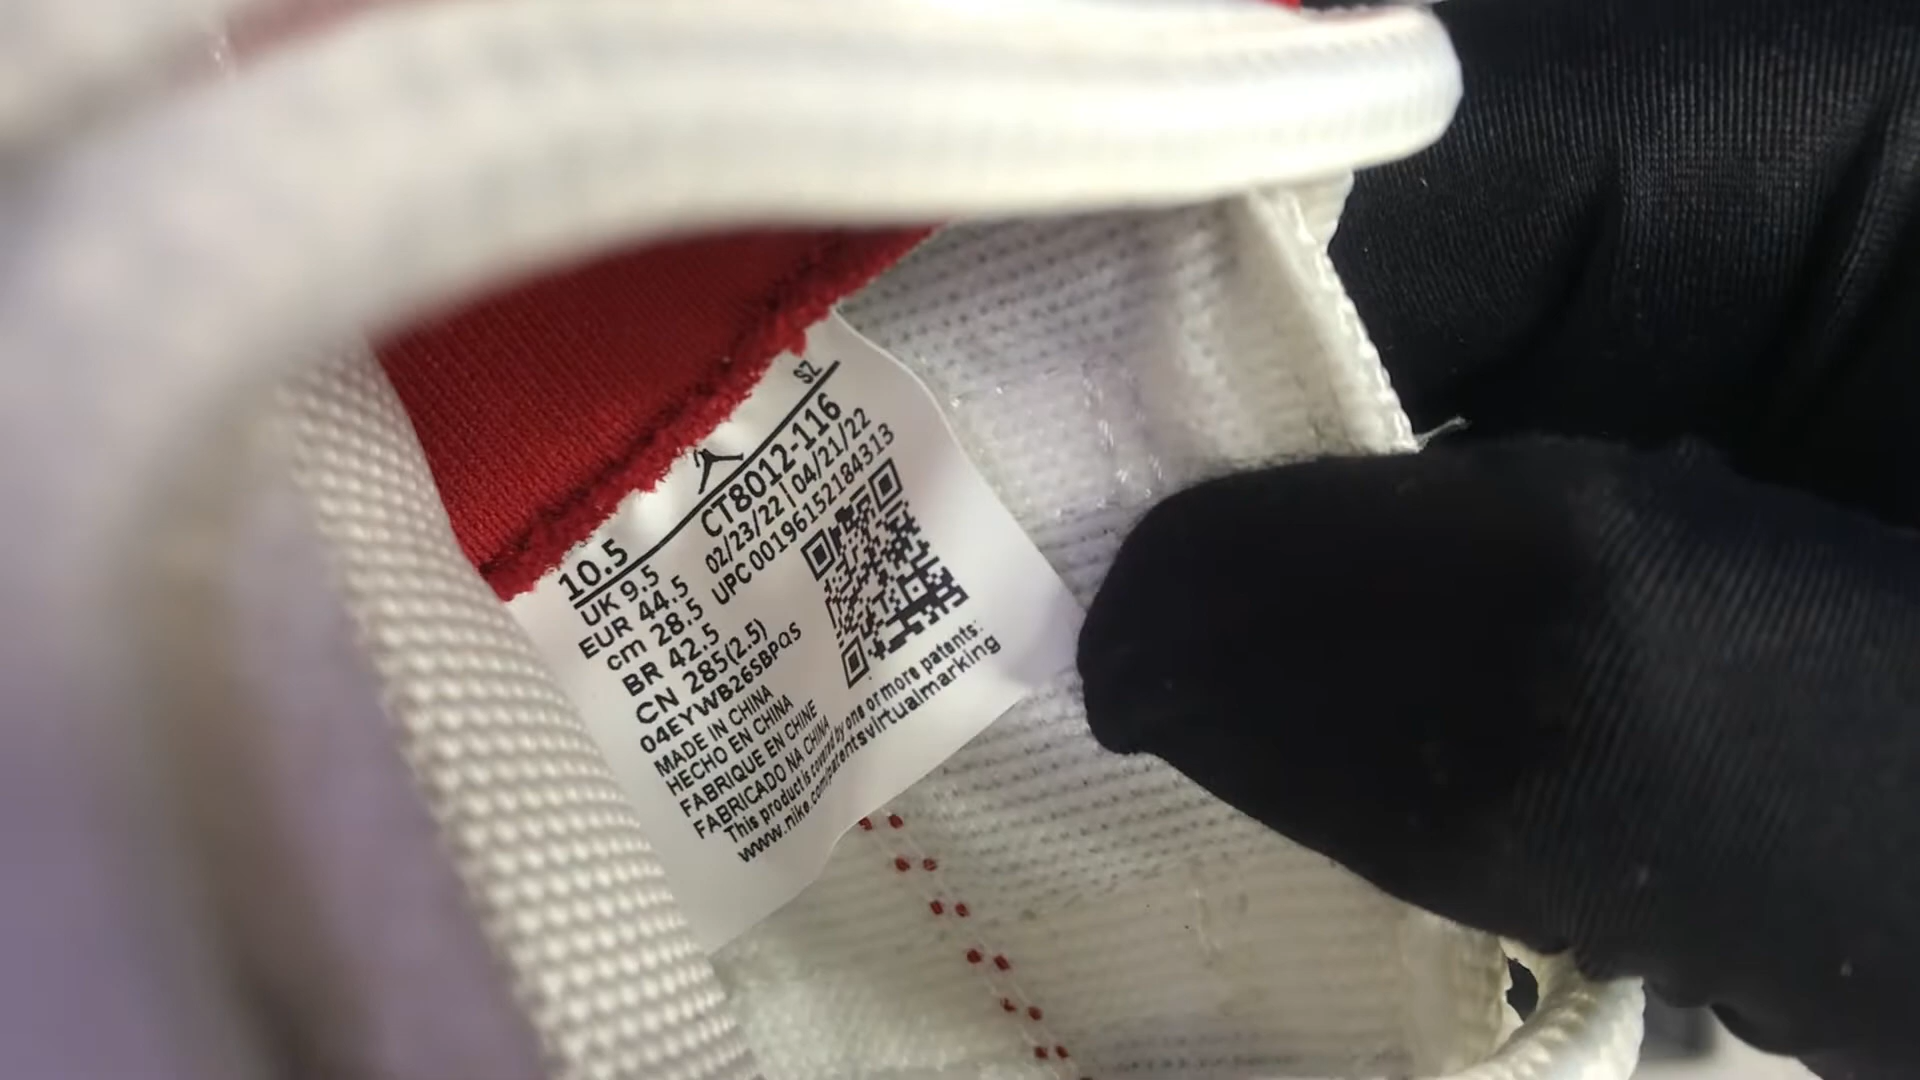 10.5 SZ
UK 9.5
EUR 44.5
cm 28.5
BR 42.5
CN 285(2.5)
04EYWB26SBPQS
MADE IN CHINA
HECHO EN CHINA
FABRIQUE EN CHINE
FABRICADO NA CHINA
CT8012-116
02/23/22 | 04/21/22
UPC 00196152184313
This product is covered by one or more patents:
www.nike.com/patentsvirtualmarking